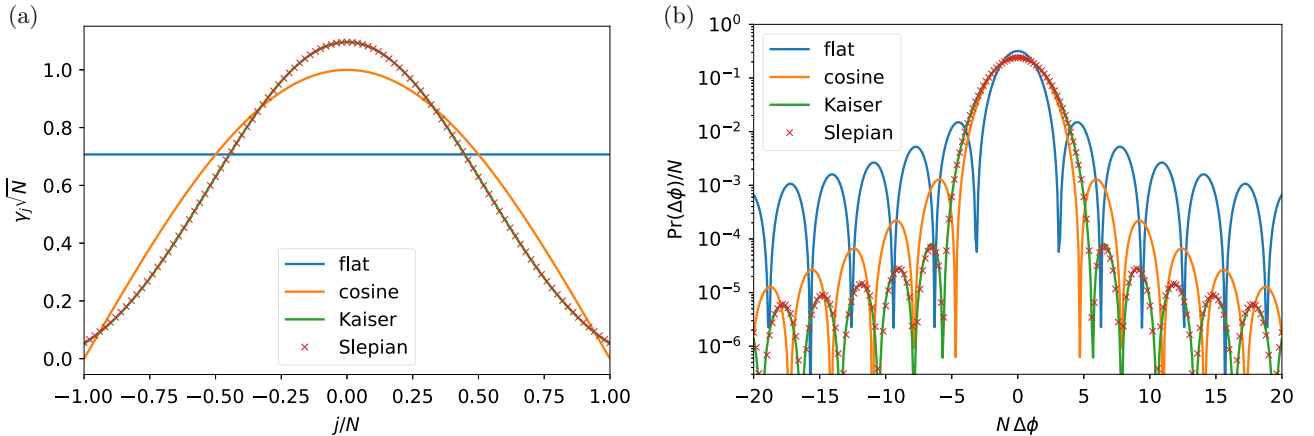 (a)
γ_j√N
1.0
0.8
0.6
0.4
0.2
0.0
flat
cosine
Kaiser
Slepian
−1.00 −0.75 −0.50 −0.25 0.00 0.25 0.50 0.75 1.00
j/N
(b)
Pr(Δϕ)/N
10⁰
10⁻¹
10⁻²
10⁻³
10⁻⁴
10⁻⁵
10⁻⁶
flat
cosine
Kaiser
Slepian
−20 −15 −10 −5 0 5 10 15 20
N Δϕ